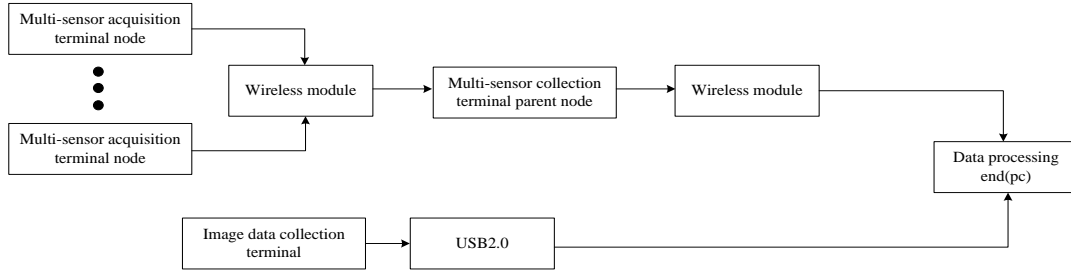 Multi-sensor acquisition
terminal node
Wireless module
Multi-sensor collection
terminal parent node
Wireless module
Multi-sensor acquisition
terminal node
Data processing
end(pc)
Image data collection
terminal
USB2.0